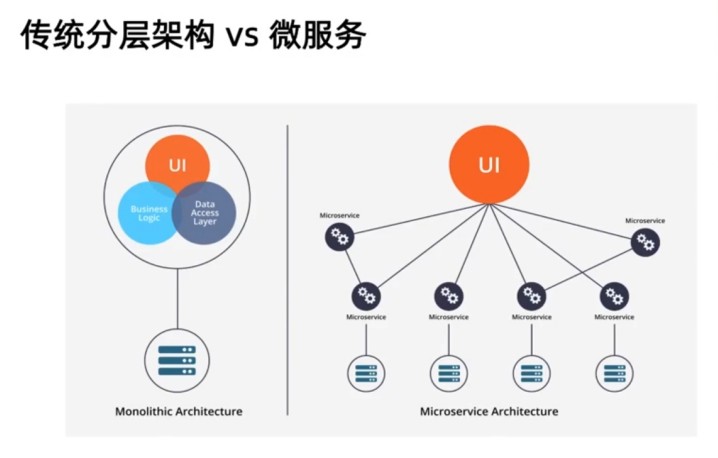 传统分层架构 vs 微服务
UI
Business
Logic
Data
Access
Layer
Monolithic Architecture
UI
Microservice
Microservice
Microservice
Microservice
Microservice
Microservice
Microservice Architecture